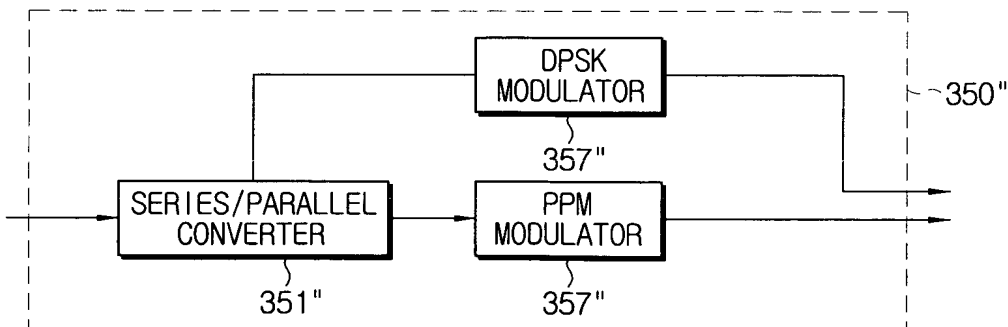 DPSK
MODULATOR
350"
357"
SERIES/PARALLEL
CONVERTER
PPM
MODULATOR
351"
357"